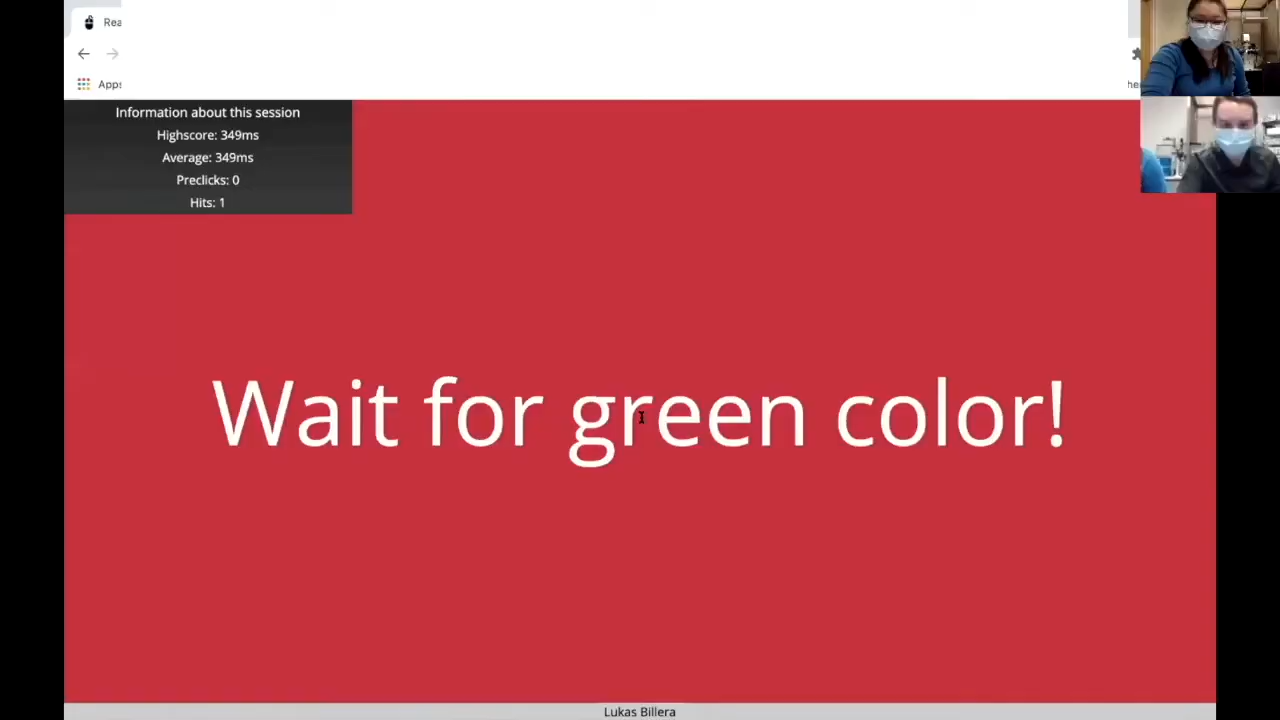 Rea
Apps
Information about this session
Highscore: 349ms
Average: 349ms
Preclicks: 0
Hits: 1
Wait for green color!
Lukas Billera